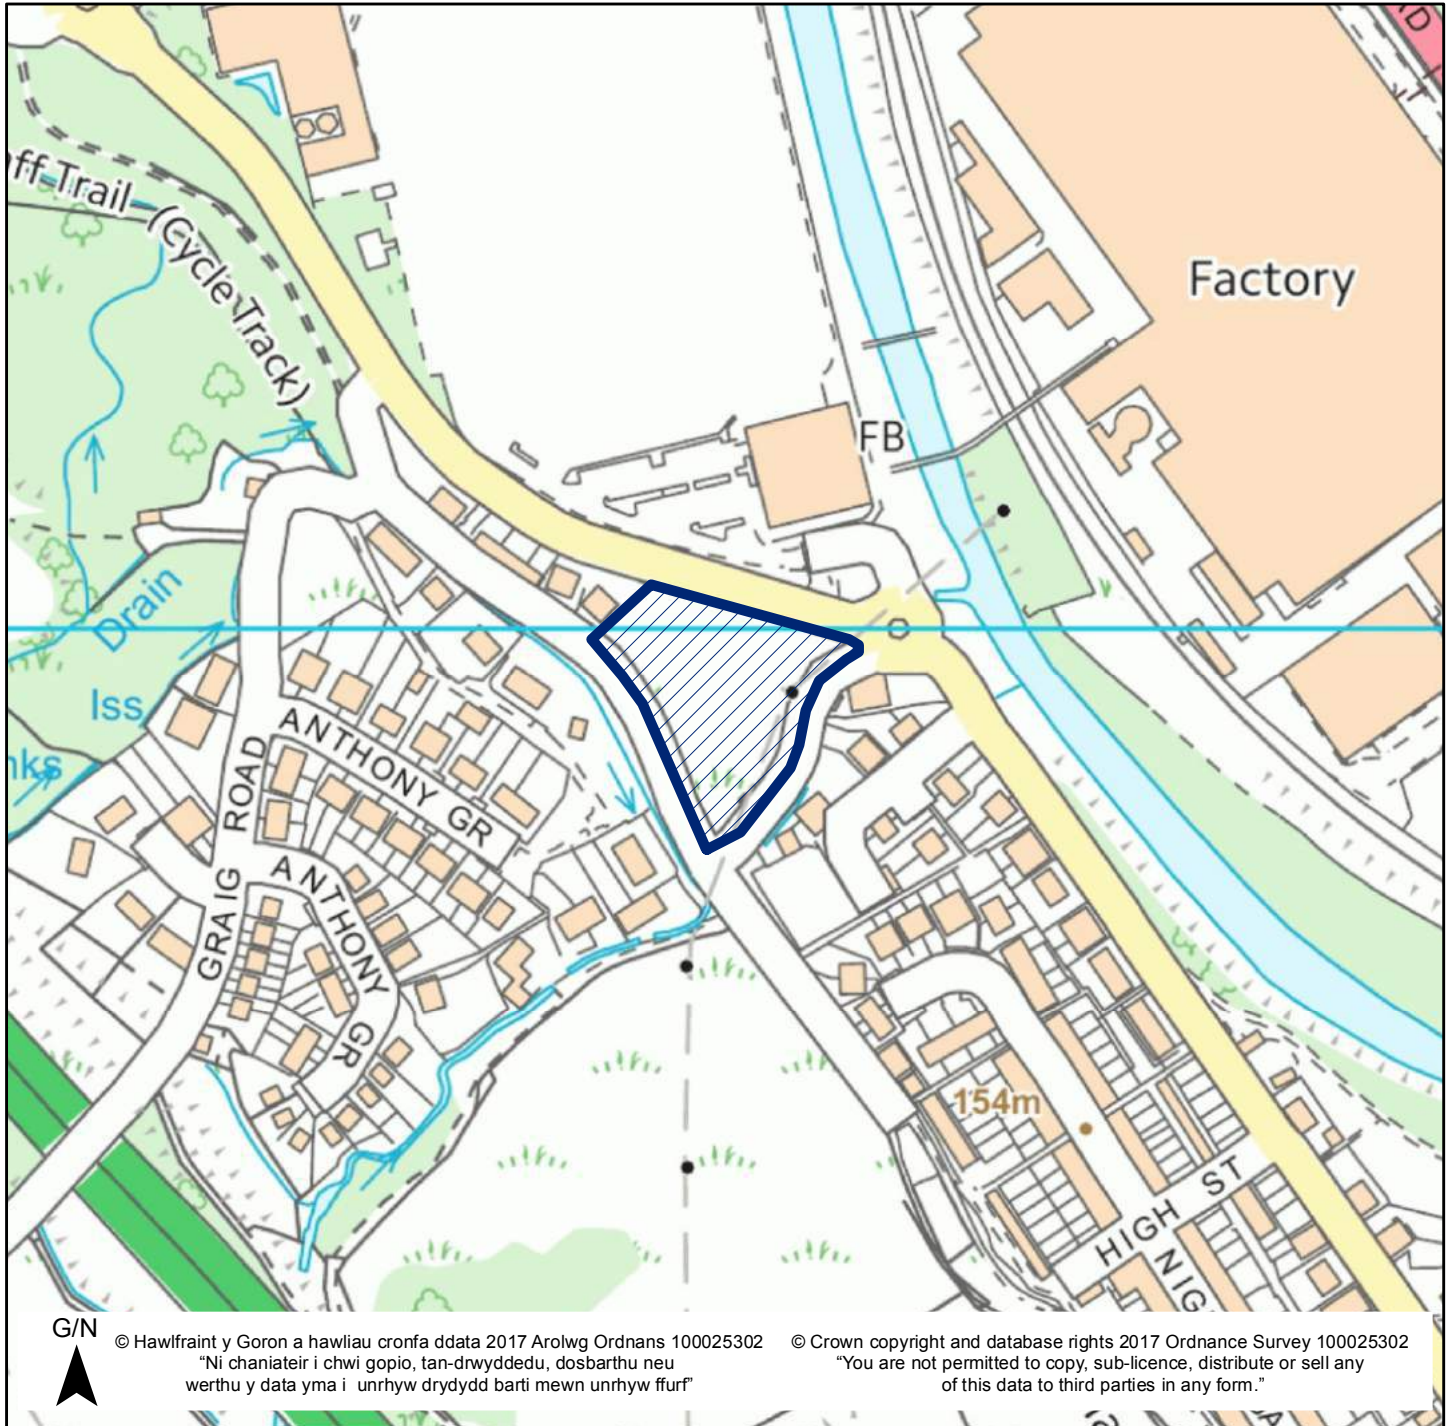 aff Trail (Cycle Track)
Factory
FB
Drain
Iss
nks
ANTHONY GR
GRAIG ROAD
ANTHONY GR
154m
HIGH ST
G/N
© Hawlfraint y Goron a hawliau cronfa ddata 2017 Arolwg Ordnans 100025302
“Ni chaniateir i chwi gopio, tan-drwyddedu, dosbarthu neu
werthu y data yma i unrhyw drydydd barti mewn unrhyw ffurf”
© Crown copyright and database rights 2017 Ordnance Survey 100025302
“You are not permitted to copy, sub-licence, distribute or sell any
of this data to third parties in any form.”